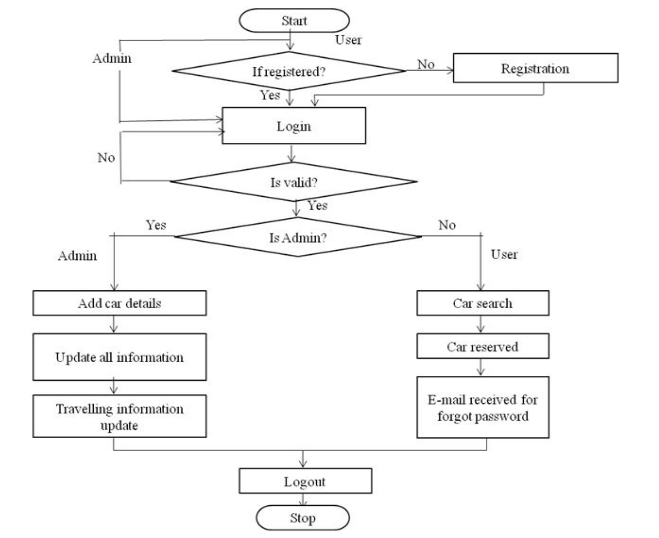 Start
User
Admin
If registered?
No
Registration
Yes
Login
No
Is valid?
Yes
Yes
Is Admin?
No
Admin
User
Add car details
Car search
Update all information
Car reserved
Travelling information
update
E-mail received for
forgot password
Logout
Stop